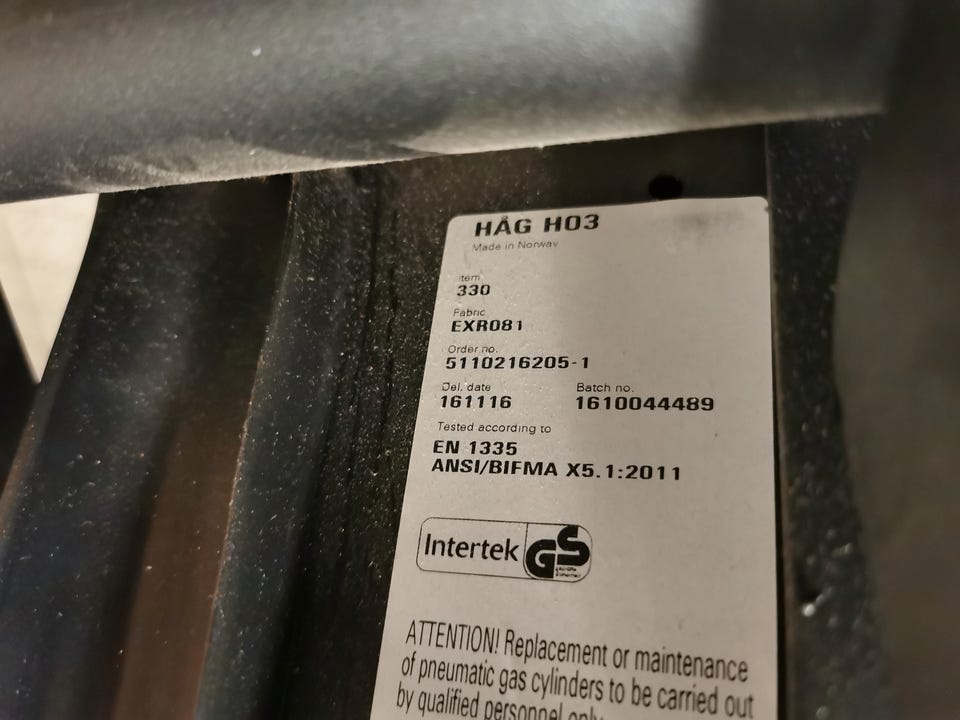 HÅG H03
Made in Norway
Item
330
Fabric
EXR081
Order no.
5110216205-1
Del. date Batch no.
161116 1610044489
Tested according to
EN 1335
ANSI/BIFMA X5.1:2011
Intertek GS
ATTENTION! Replacement or maintenance
of pneumatic gas cylinders to be carried out
by qualified personnel only